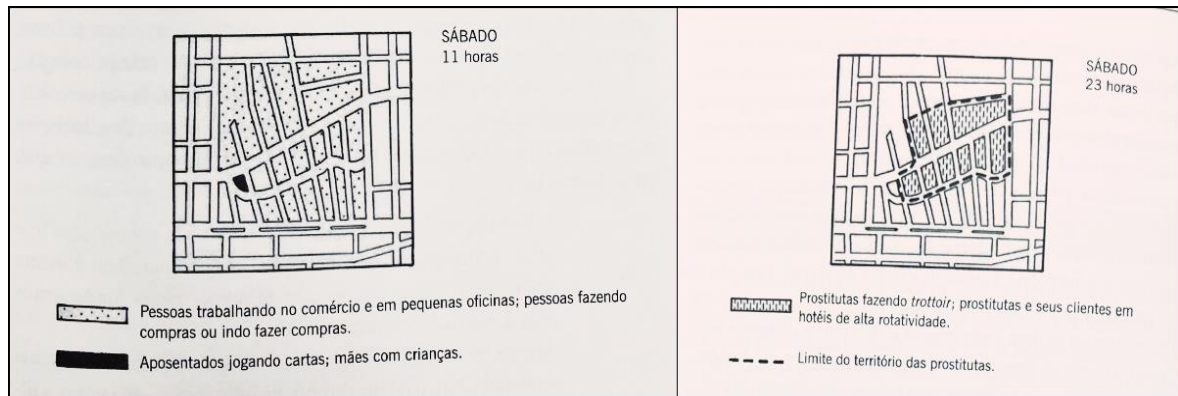 SÁBADO
11 horas
Pessoas trabalhando no comércio e em pequenas oficinas; pessoas fazendo
compras ou indo fazer compras.
Aposentados jogando cartas; mães com crianças.
SÁBADO
23 horas
Prostitutas fazendo trottoir; prostitutas e seus clientes em
hotéis de alta rotatividade.
Limite do território das prostitutas.